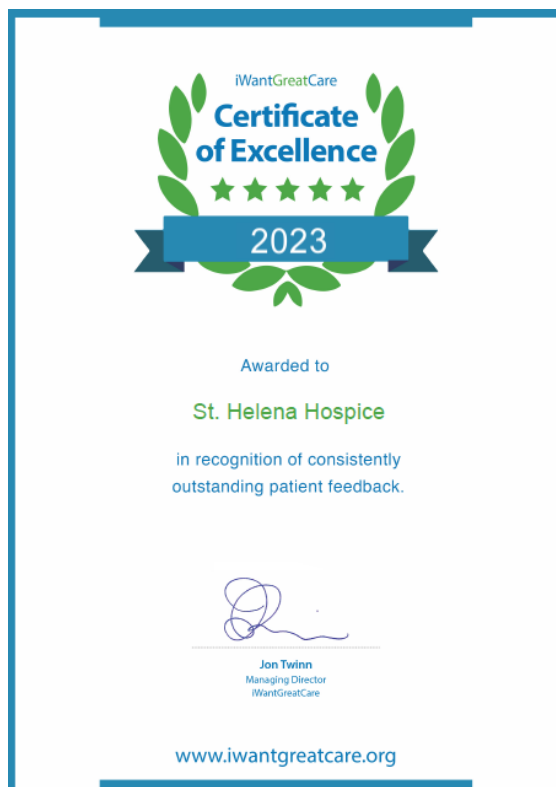 iWantGreatCare
Certificate
of Excellence
2023
Awarded to
St. Helena Hospice
in recognition of consistently
outstanding patient feedback.
Jon Twinn
Managing Director
iWantGreatCare
www.iwantgreatcare.org